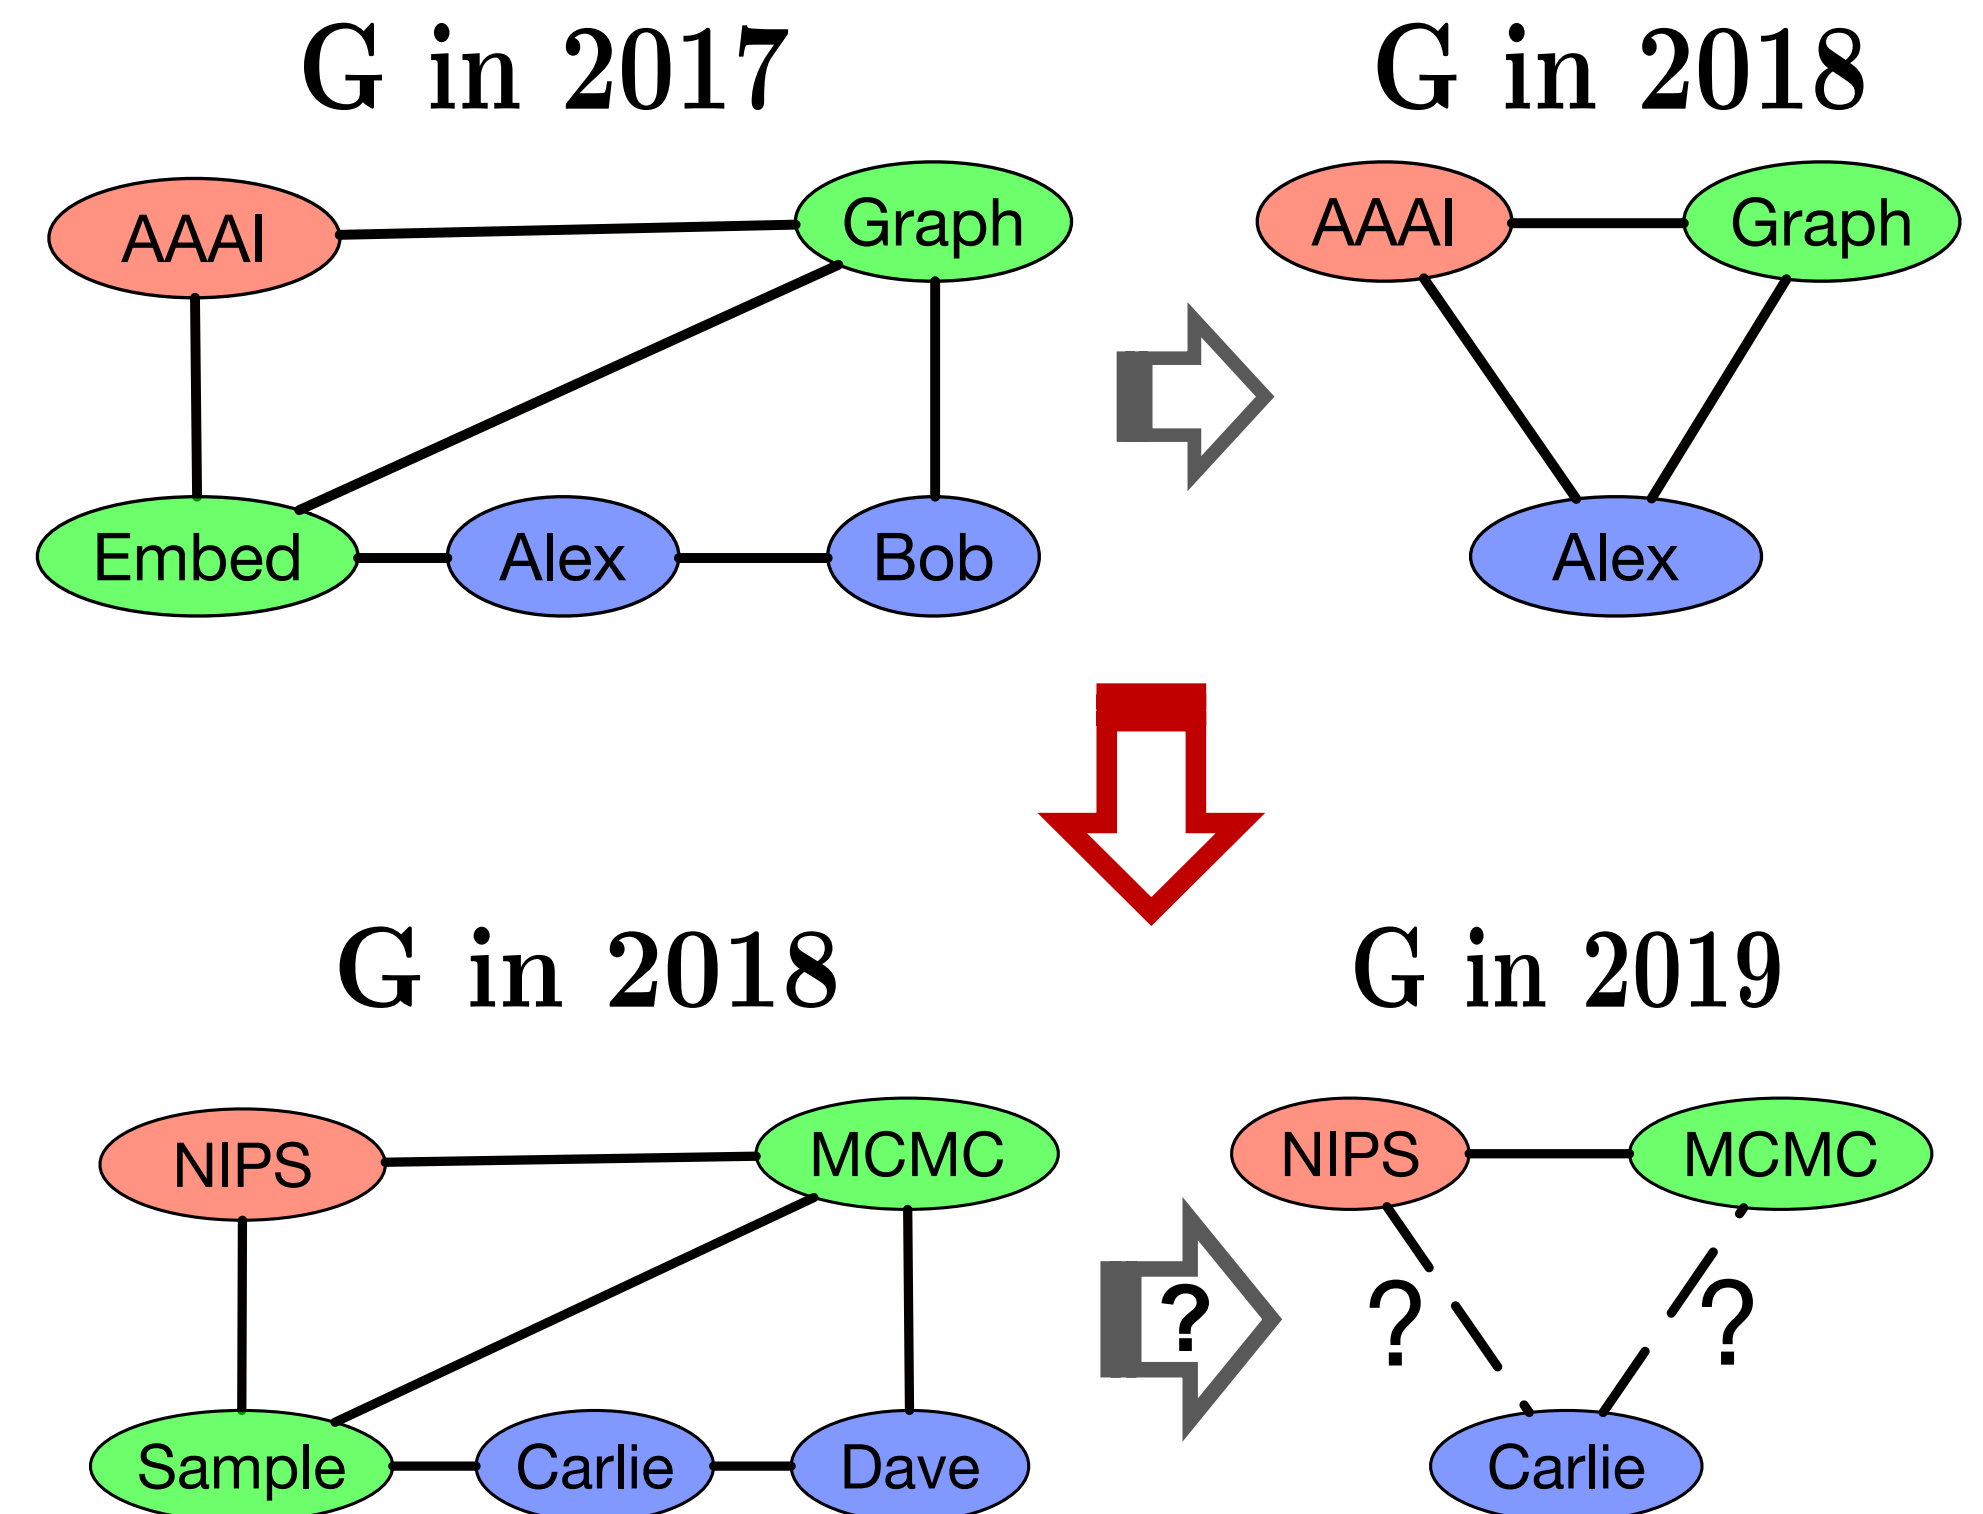 G in 2017
G in 2018
AAAI
Graph
AAAI
Graph
Embed
Alex
Bob
Alex
G in 2018
G in 2019
NIPS
MCMC
NIPS
MCMC
?
?
?
Sample
Carlie
Dave
Carlie